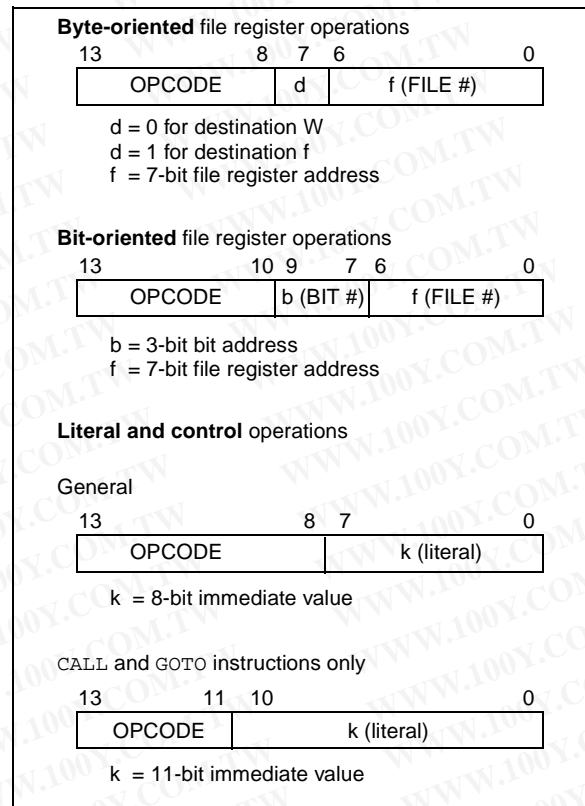 Byte-oriented file register operations
13 8 7 6 0
OPCODE d f (FILE #)
d = 0 for destination W
d = 1 for destination f
f = 7-bit file register address
Bit-oriented file register operations
13 10 9 7 6 0
OPCODE b (BIT #) f (FILE #)
b = 3-bit bit address
f = 7-bit file register address
Literal and control operations
General
13 8 7 0
OPCODE k (literal)
k = 8-bit immediate value
CALL and GOTO instructions only
13 11 10 0
OPCODE k (literal)
k = 11-bit immediate value
WWW.100Y.COM.TW